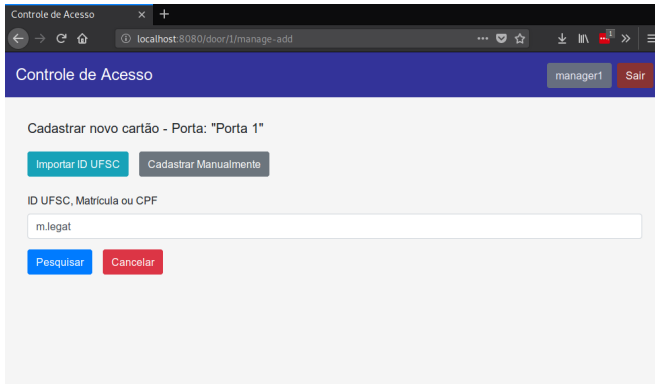 Controle de Acesso
localhost:8080/door/1/manage-add
1
Controle de Acesso
manager1 Sair
Cadastrar novo cartão - Porta: "Porta 1"
Importar ID UFSC Cadastrar Manualmente
ID UFSC, Matrícula ou CPF
m.legat
Pesquisar Cancelar